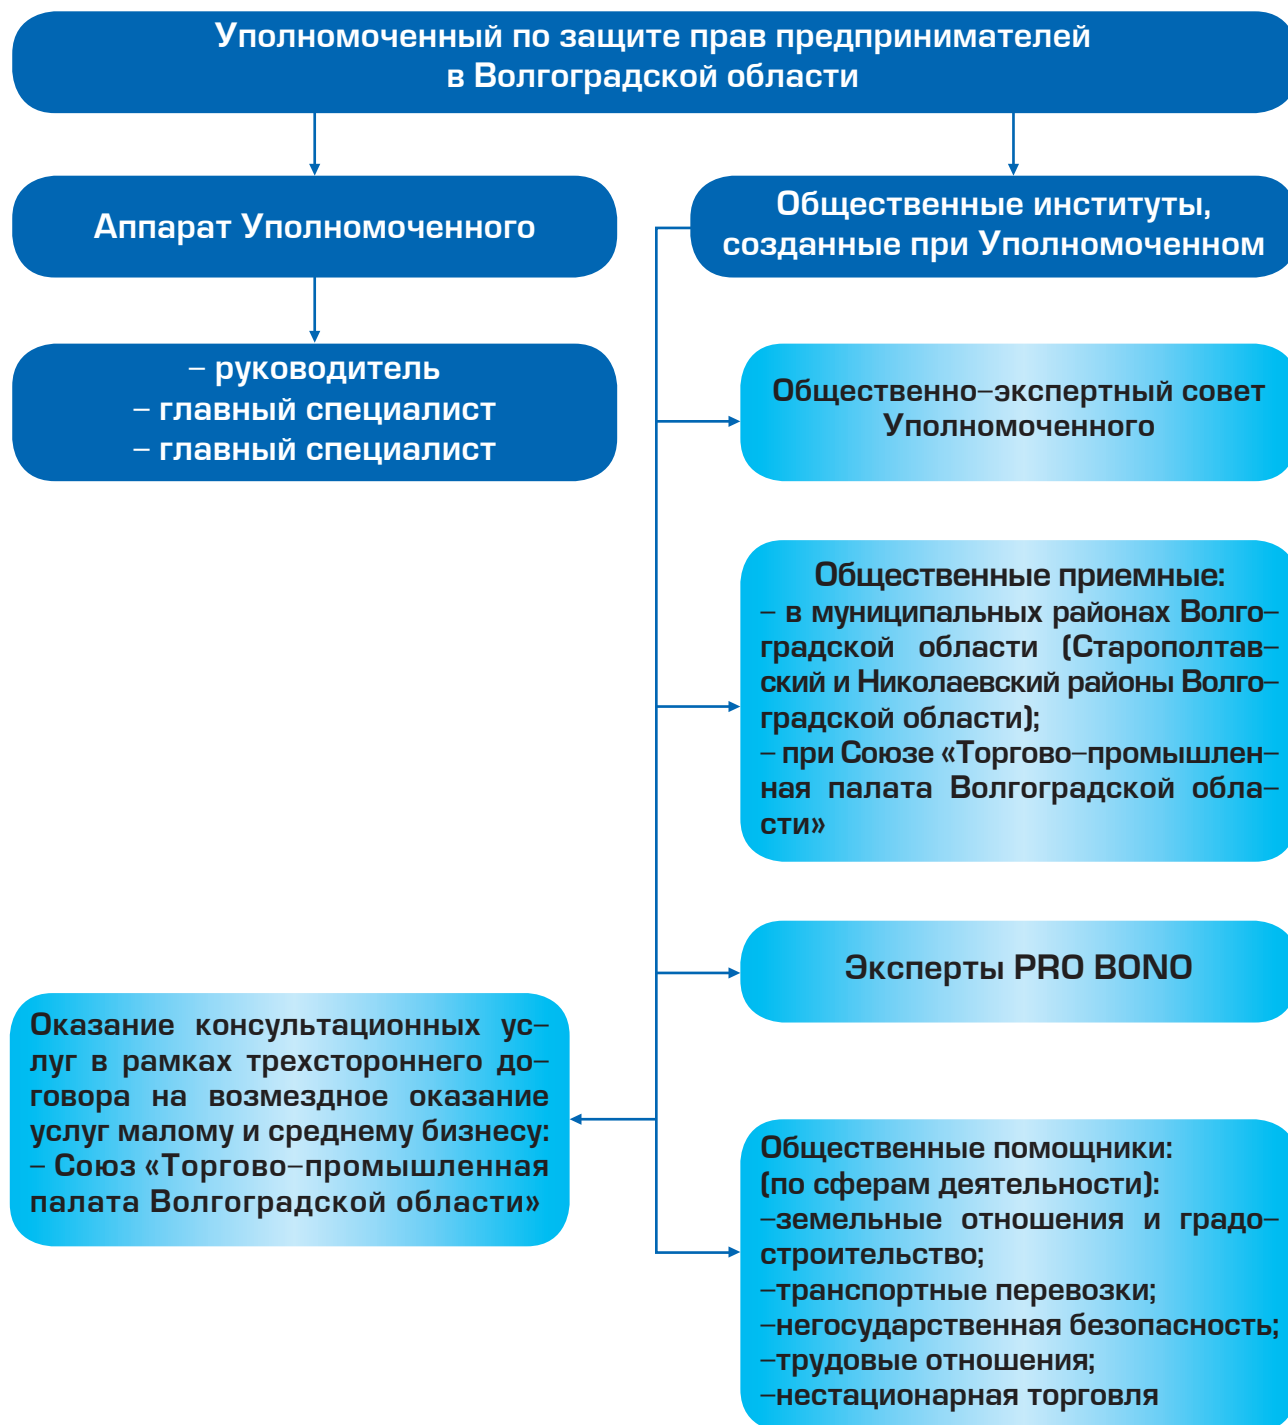 Уполномоченный по защите прав предпринимателей
в Волгоградской области
Аппарат Уполномоченного
Общественные институты,
созданные при Уполномоченном
– руководитель
– главный специалист
– главный специалист
Общественно–экспертный совет
Уполномоченного
Общественные приемные:
– в муниципальных районах Волго–
градской области (Старополтав–
ский и Николаевский районы Волго–
градской области);
– при Союзе «Торгово–промышлен–
ная палата Волгоградской обла–
сти»
Эксперты PRO BONO
Оказание консультационных ус–
луг в рамках трехстороннего до–
говора на возмездное оказание
услуг малому и среднему бизнесу:
– Союз «Торгово–промышленная
палата Волгоградской области»
Общественные помощники:
(по сферам деятельности):
–земельные отношения и градо–
строительство;
–транспортные перевозки;
–негосударственная безопасность;
–трудовые отношения;
–нестационарная торговля